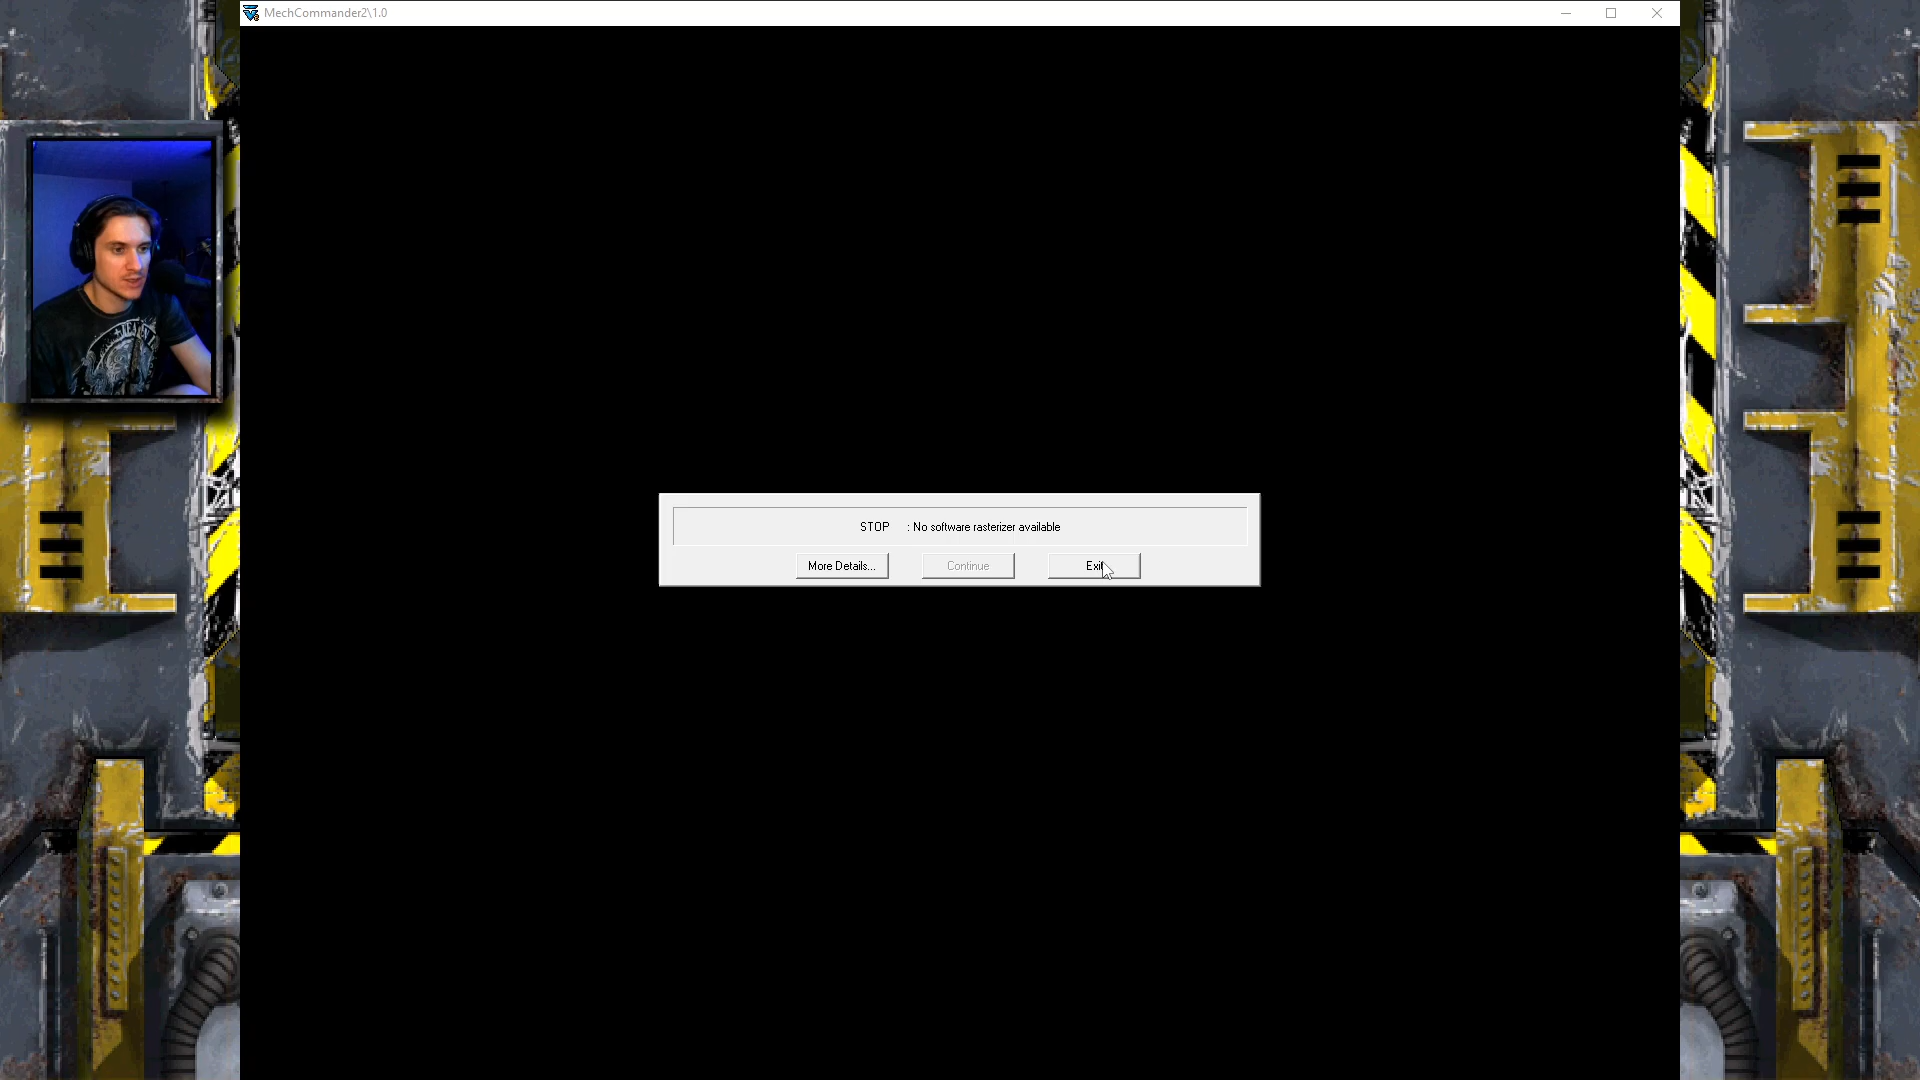 MechCommander2\1.0
STOP : No software rasterizer available
More Details...
Continue
Exit